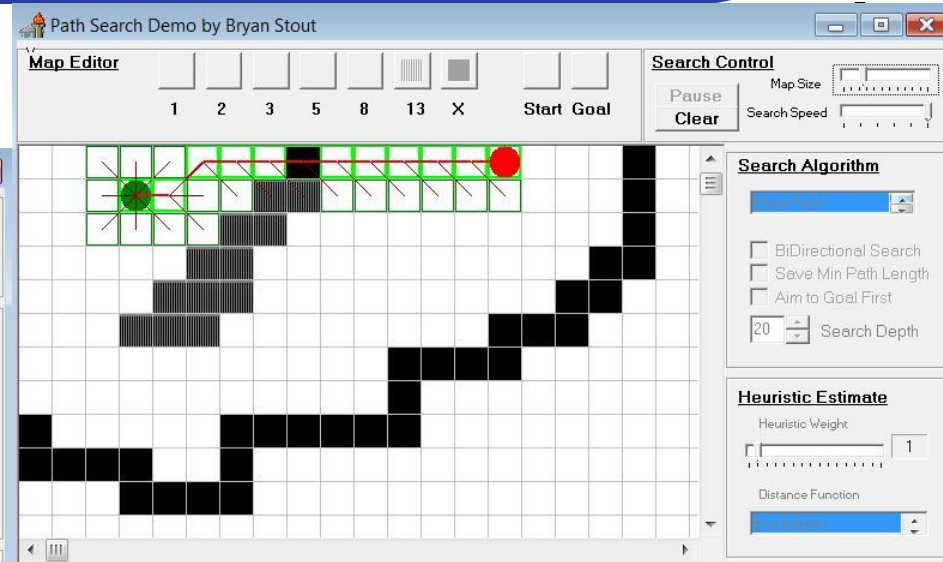 Path Search Demo by Bryan Stout
Map Editor
1 2 3 5 8 13 X Start Goal
Search Control
Map Size
Pause
Search Speed
Clear
Search Algorithm
Best First
BiDirectional Search
Save Min Path Length
Aim to Goal First
20 Search Depth
Heuristic Estimate
Heuristic Weight
1
Distance Function